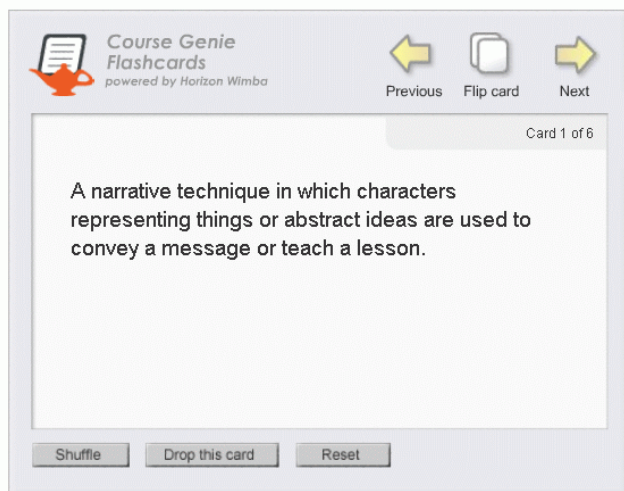 Course Genie
Flashcards
powered by Horizon Wimba
Previous
Flip card
Next
Card 1 of 6
A narrative technique in which characters
representing things or abstract ideas are used to
convey a message or teach a lesson.
Shuffle
Drop this card
Reset